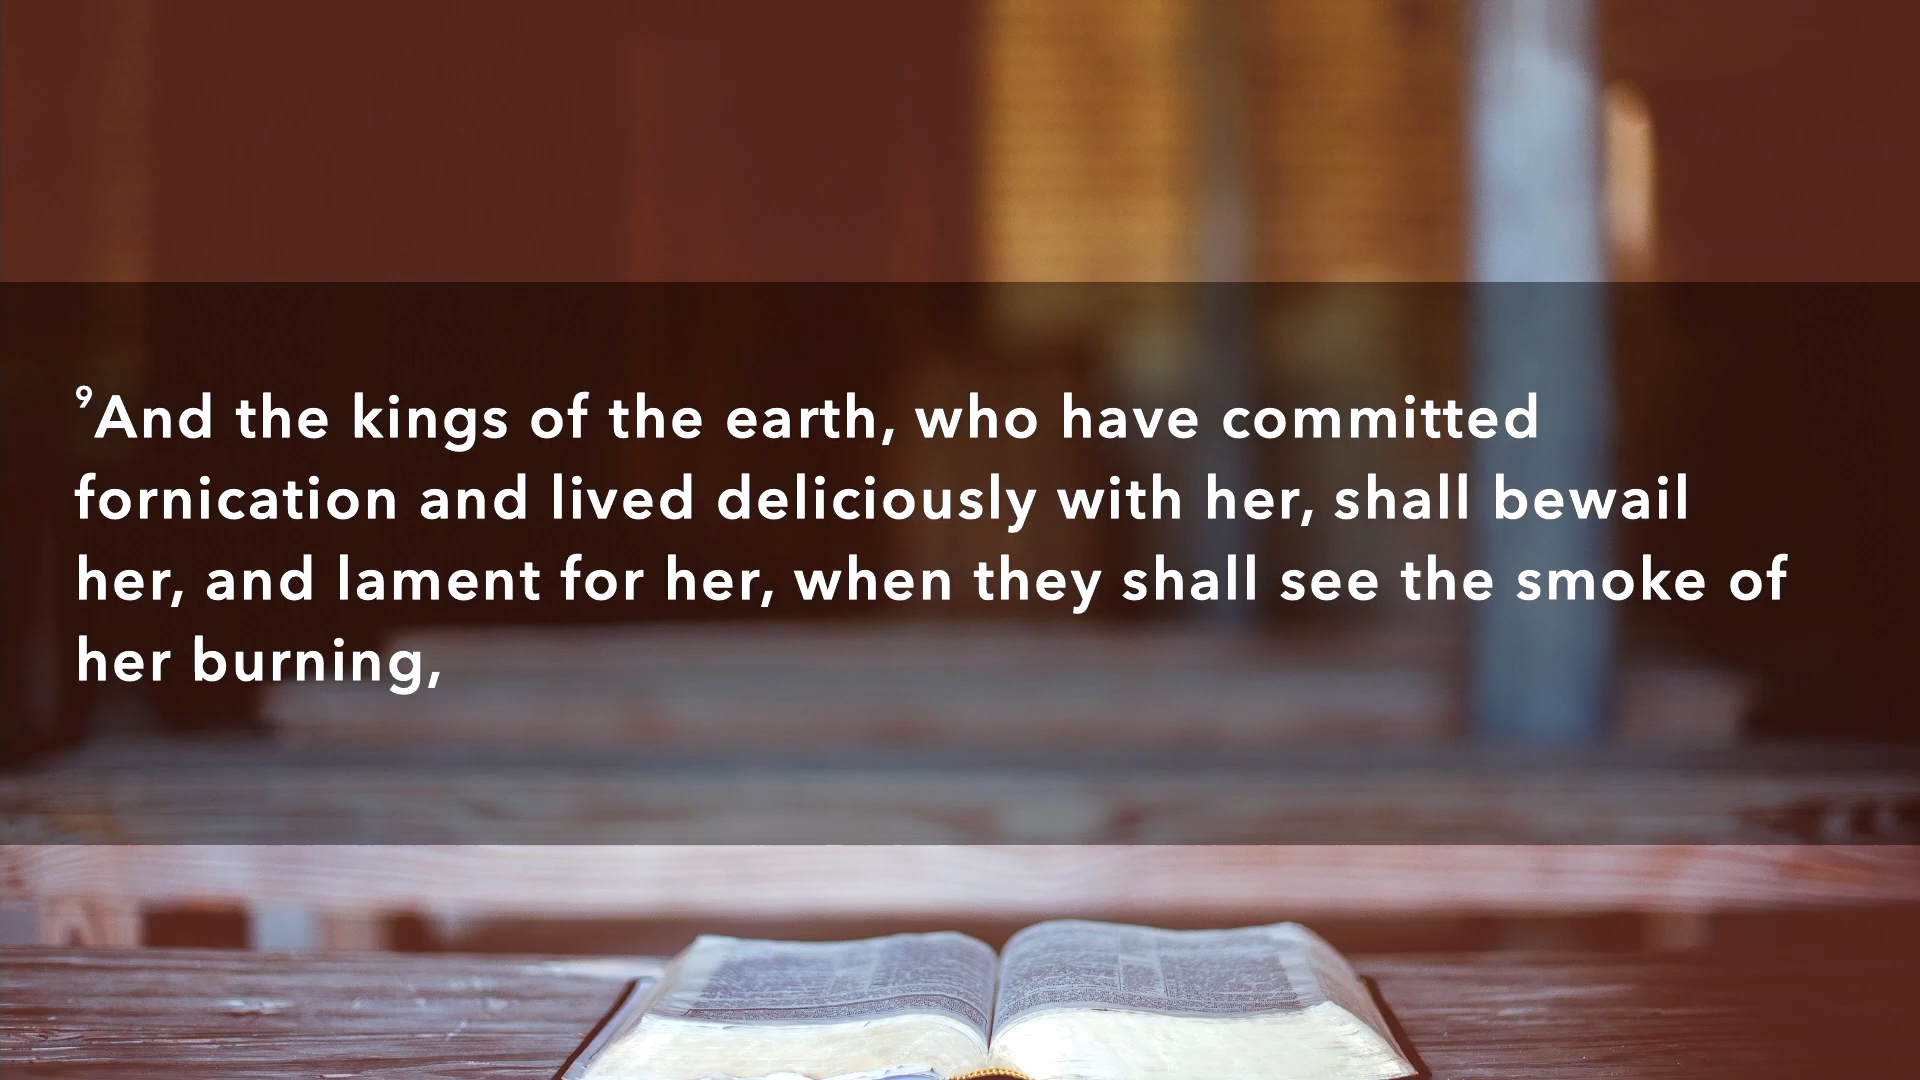 ⁹And the kings of the earth, who have committed
fornication and lived deliciously with her, shall bewail
her, and lament for her, when they shall see the smoke of
her burning,